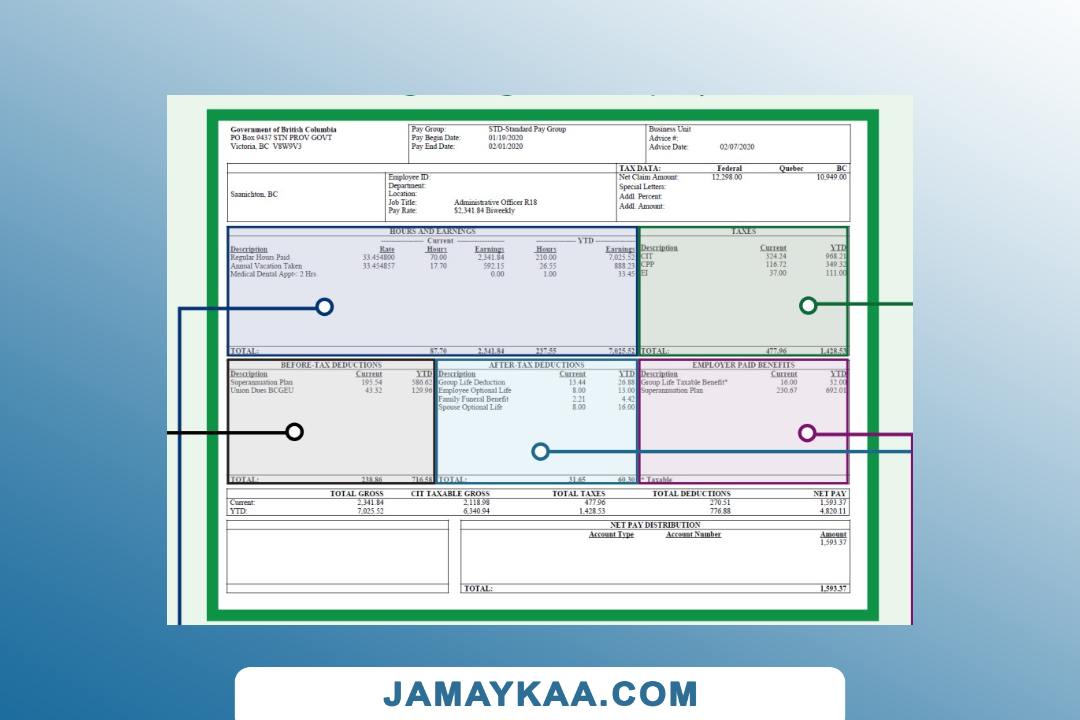 Government of British Columbia
PO Box 9437 STN PROV GOVT
Victoria, BC V8W9V3
Pay Group: STD-Standard Pay Group
Pay Begin Date: 01/19/2020
Pay End Date: 02/01/2020
Business Unit
Advice #:
Advice Date: 02/07/2020
Saanichton, BC
Employee ID:
Department:
Location:
Job Title: Administrative Officer R18
Pay Rate: $2,341.84 Biweekly
TAX DATA: Federal Quebec BC
Net Claim Amount: 12,298.00 10,949.00
Special Letters:
Addl. Percent:
Addl. Amount:
HOURS AND EARNINGS
Current YTD
Description Rate Hours Earnings Hours Earnings
Regular Hours Paid 33.454800 70.00 2,341.84 210.00 7,025.52
Annual Vacation Taken 33.454857 17.70 592.15 26.55 888.23
Medical Dental Appt< 2 Hrs 0.00 1.00 33.45
TOTAL: 87.70 2,341.84 237.55 7,025.52
TAXES
Description Current YTD
CIT 324.24 968.21
CPP 116.72 349.32
EI 37.00 111.00
TOTAL: 477.96 1,428.53
BEFORE-TAX DEDUCTIONS
Description Current YTD
Superannuation Plan 195.54 586.62
Union Dues BCGEU 43.32 129.96
TOTAL: 238.86 716.58
AFTER-TAX DEDUCTIONS
Description Current YTD
Group Life Deduction 13.44 26.88
Employee Optional Life 8.00 13.00
Family Funeral Benefit 2.21 4.42
Spouse Optional Life 8.00 16.00
TOTAL: 31.65 60.30
EMPLOYER PAID BENEFITS
Description Current YTD
Group Life Taxable Benefit* 16.00 32.00
Superannuation Plan 230.67 692.01
* Taxable
TOTAL GROSS CIT TAXABLE GROSS TOTAL TAXES TOTAL DEDUCTIONS NET PAY
Current: 2,341.84 2,118.98 477.96 270.51 1,593.37
YTD: 7,025.52 6,340.94 1,428.53 776.88 4,820.11
NET PAY DISTRIBUTION
Account Type Account Number Amount
1,593.37
TOTAL: 1,593.37
JAMAYKAA.COM